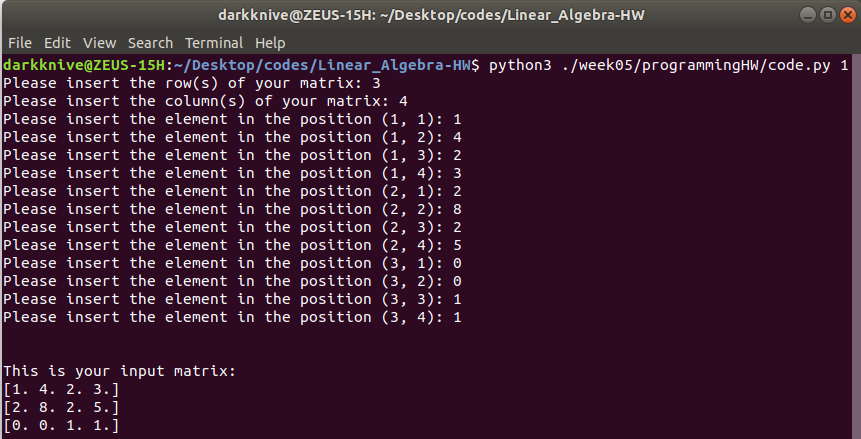 darkknive@ZEUS-15H: ~/Desktop/codes/Linear_Algebra-HW
File Edit View Search Terminal Help
darkknive@ZEUS-15H:~/Desktop/codes/Linear_Algebra-HW$ python3 ./week05/programmingHW/code.py 1
Please insert the row(s) of your matrix: 3
Please insert the column(s) of your matrix: 4
Please insert the element in the position (1, 1): 1
Please insert the element in the position (1, 2): 4
Please insert the element in the position (1, 3): 2
Please insert the element in the position (1, 4): 3
Please insert the element in the position (2, 1): 2
Please insert the element in the position (2, 2): 8
Please insert the element in the position (2, 3): 2
Please insert the element in the position (2, 4): 5
Please insert the element in the position (3, 1): 0
Please insert the element in the position (3, 2): 0
Please insert the element in the position (3, 3): 1
Please insert the element in the position (3, 4): 1
This is your input matrix:
[1. 4. 2. 3.]
[2. 8. 2. 5.]
[0. 0. 1. 1.]